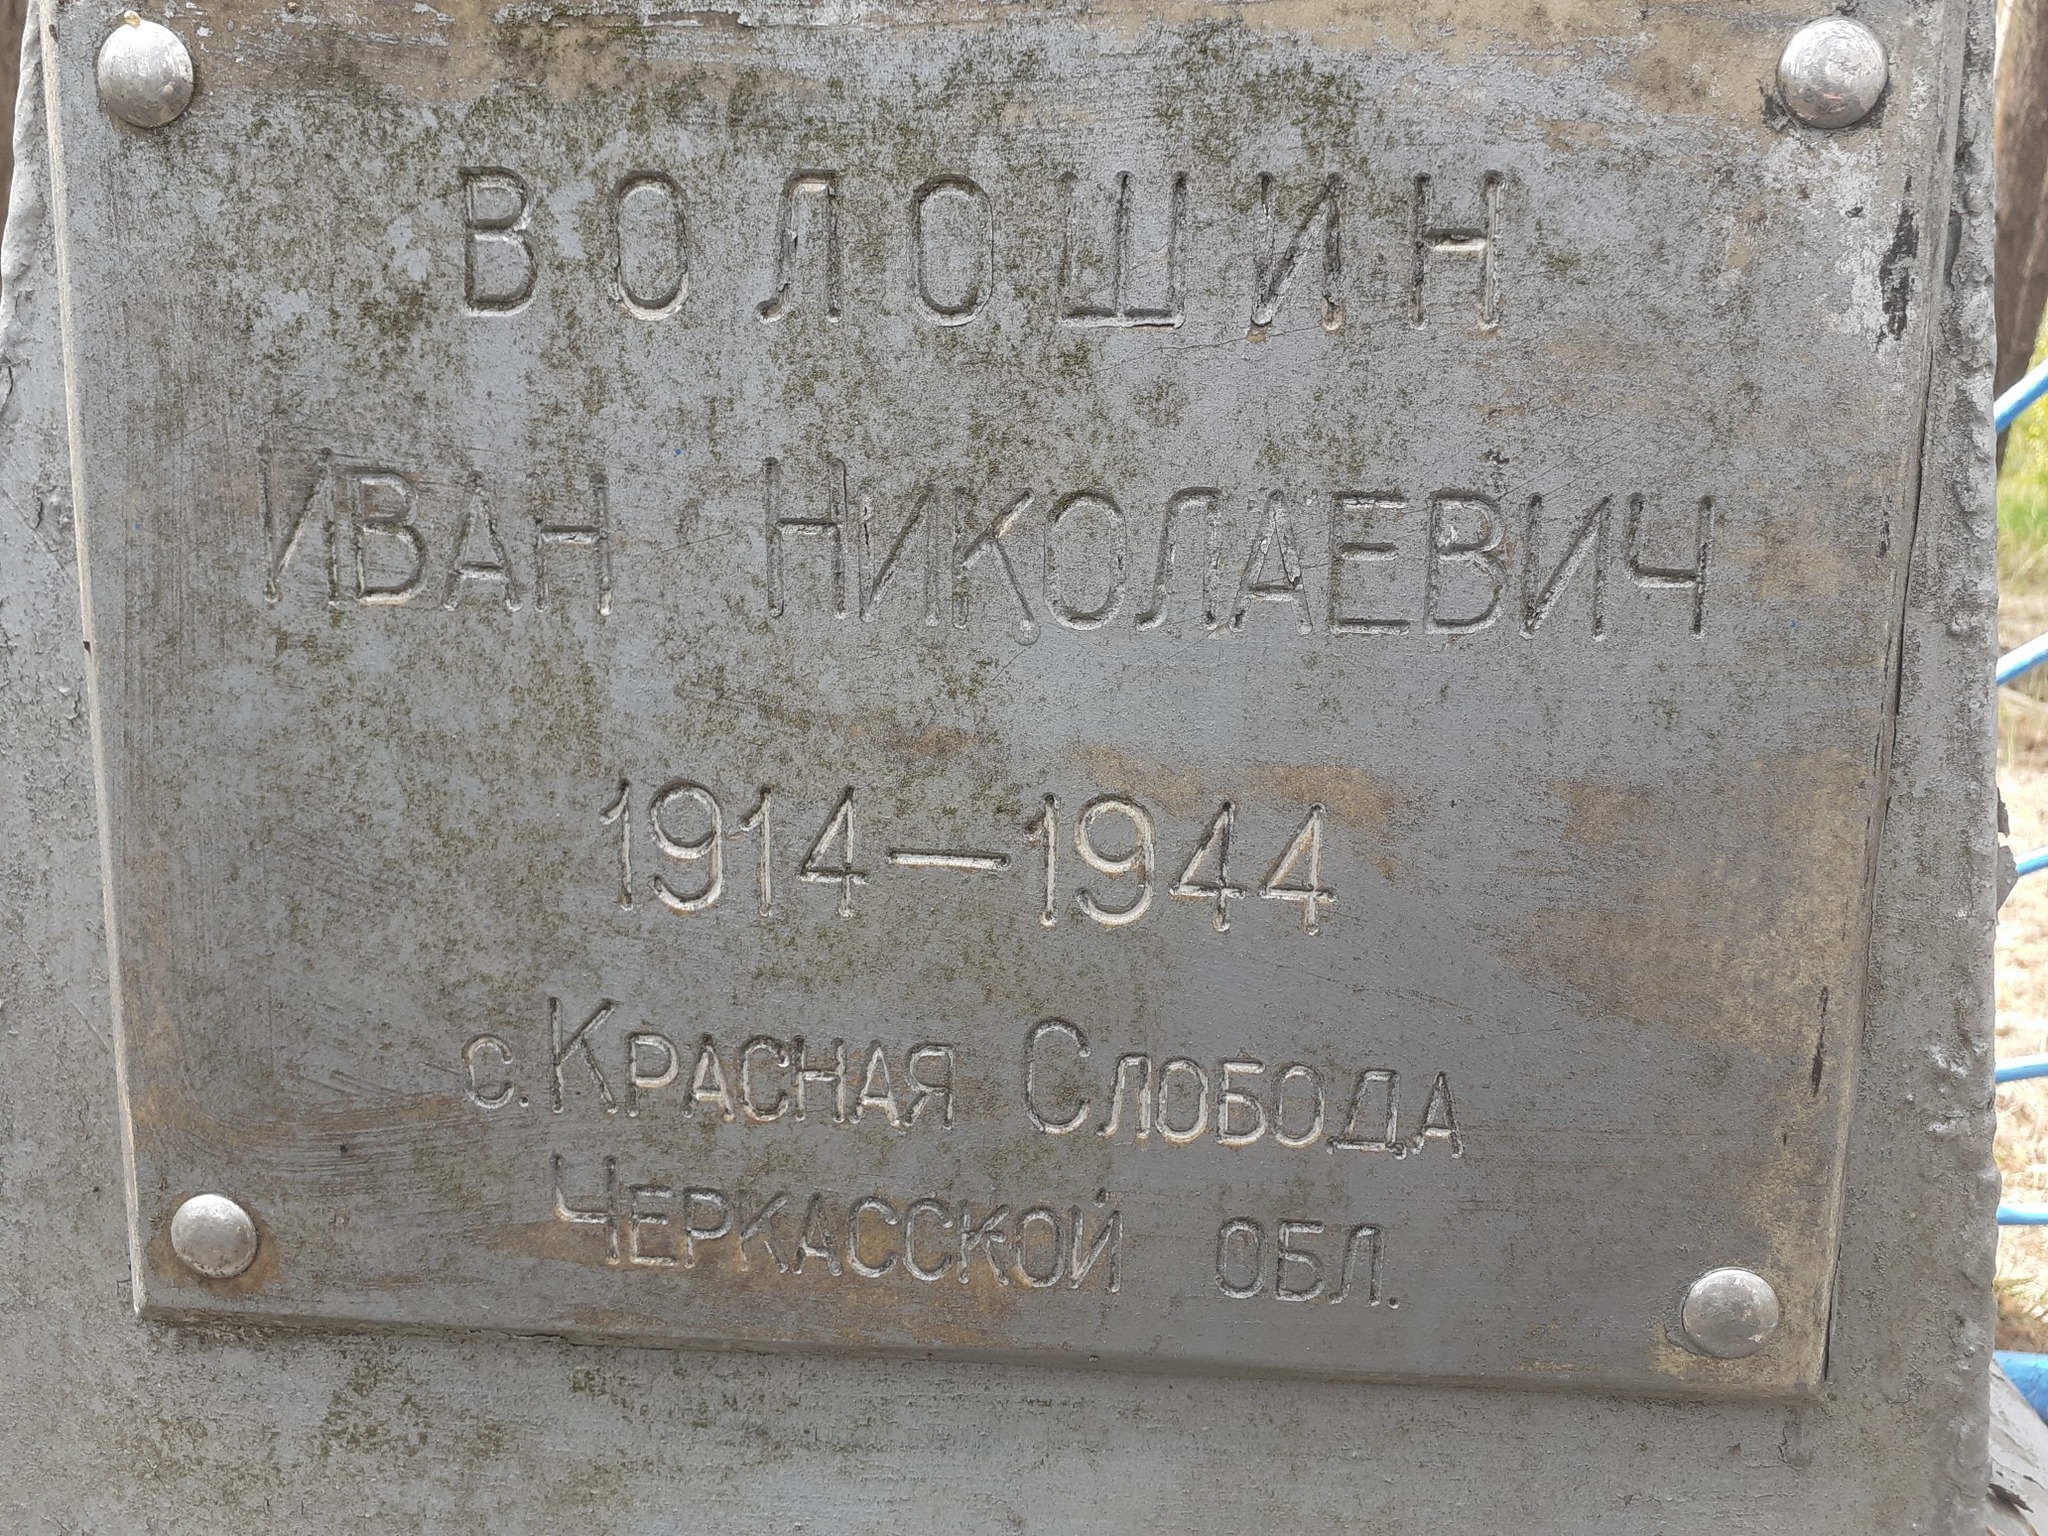 ВОЛОШИН
ИВАН НИКОЛАЕВИЧ
1914—1944
с. КРАСНАЯ СЛОБОДА
ЧЕРКАССКОЙ ОБЛ.